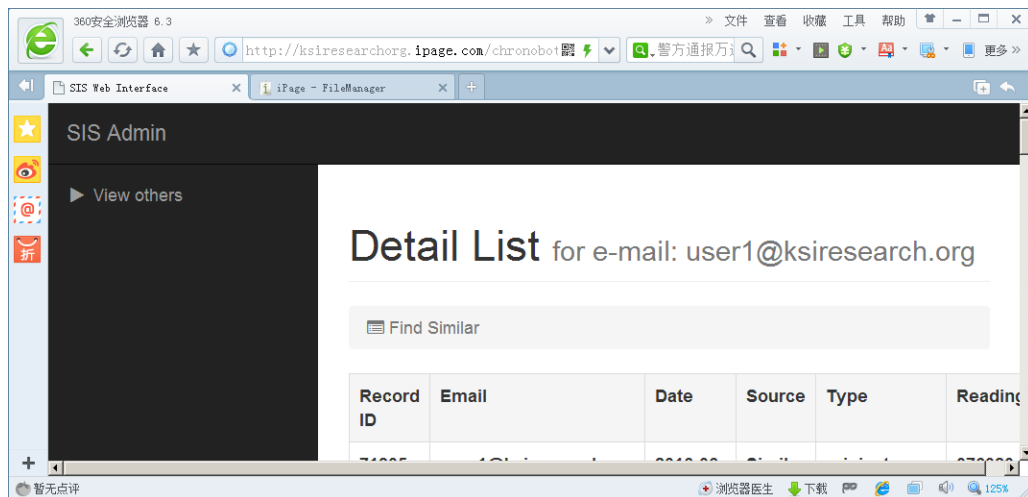 360安全浏览器 6.3
» 文件 查看 收藏 工具 帮助
http://ksiresearchorg.ipage.com/chronobot
警方通报万
更多 »
SIS Web Interface
iPage - FileManager
SIS Admin
View others
Detail List for e-mail: user1@ksiresearch.org
Find Similar
Record ID Email Date Source Type Reading
折
暂无点评
浏览器医生 下载 125%